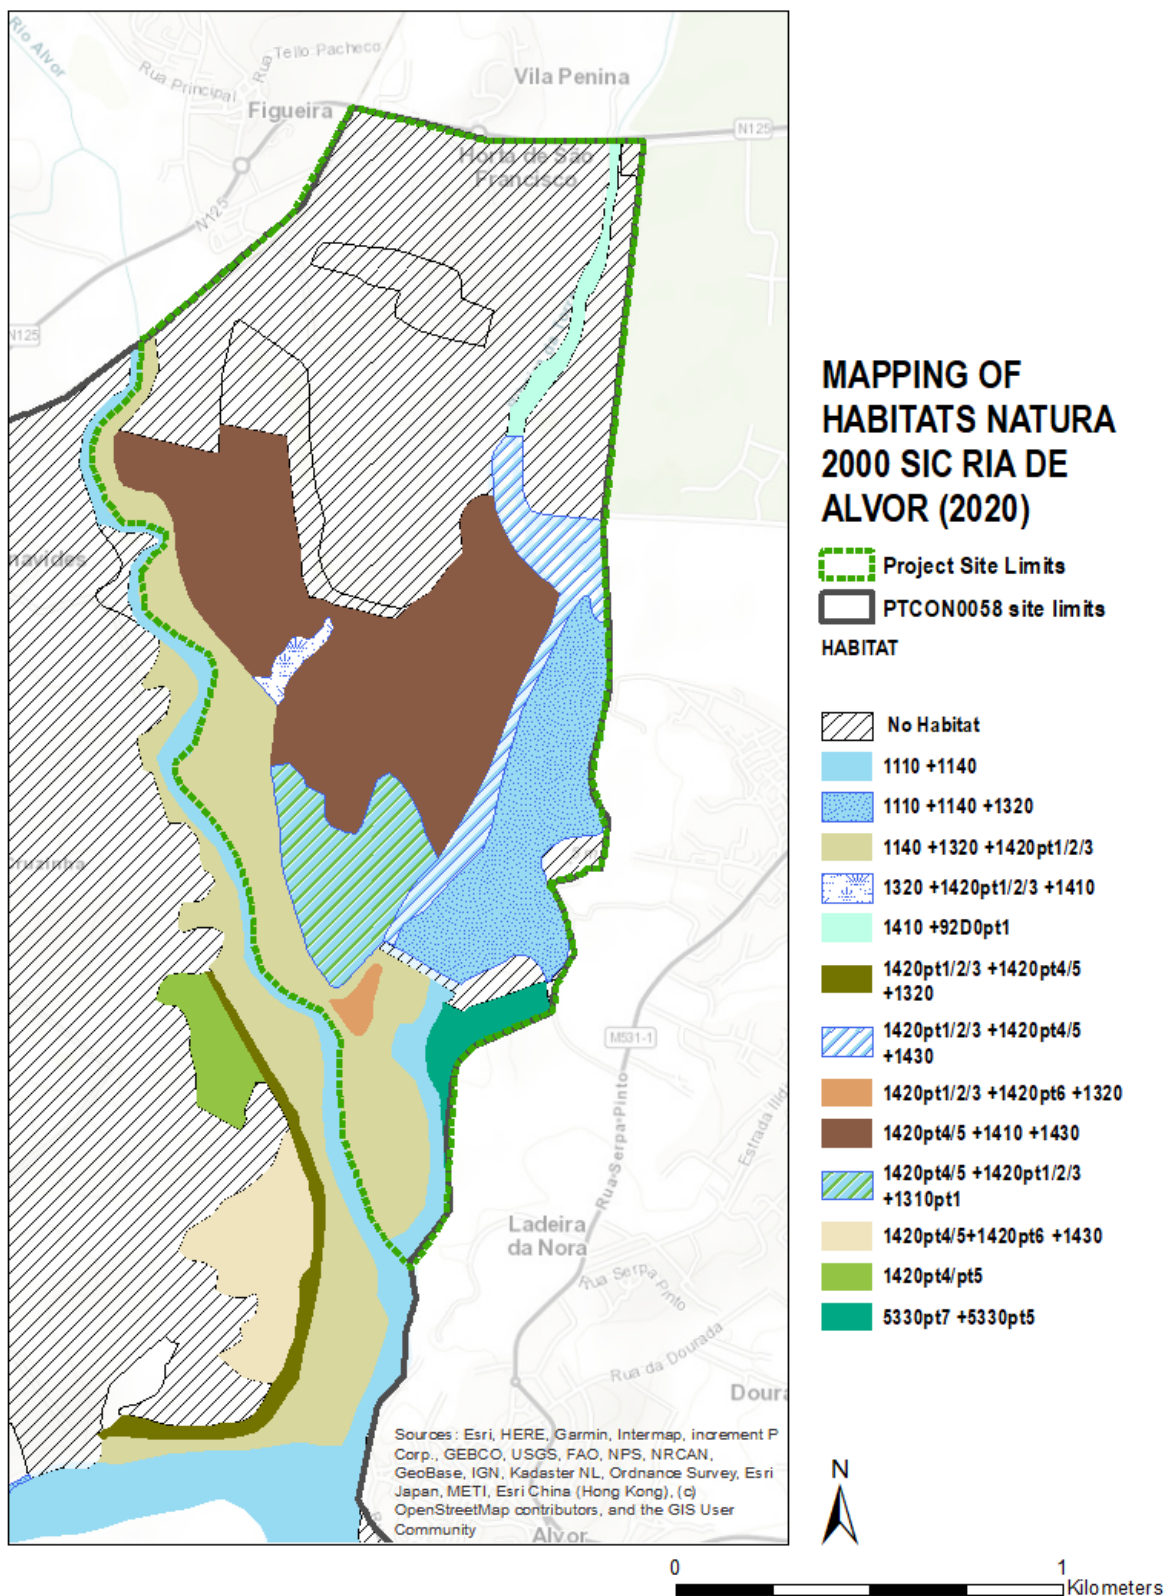 Rio Alvor
Rua Tello Pacheco
Rua Principal
Vila Penina
Figueira
N125
Horta de São
Francisco
N125
N125
navides
Cruzinha
M531-1
Rua Serpa Pinto
Ladeira
da Nora
Rua Serpa Pinto
Rua da Dourada
Doura
Sources: Esri, HERE, Garmin, Intermap, increment P
Corp., GEBCO, USGS, FAO, NPS, NRCAN,
GeoBase, IGN, Kadaster NL, Ordnance Survey, Esri
Japan, METI, Esri China (Hong Kong), (c)
OpenStreetMap contributors, and the GIS User
Community
Alvor
MAPPING OF
HABITATS NATURA
2000 SIC RIA DE
ALVOR (2020)
Project Site Limits
PTCON0058 site limits
HABITAT
No Habitat
1110 +1140
1110 +1140 +1320
1140 +1320 +1420pt1/2/3
1320 +1420pt1/2/3 +1410
1410 +92D0pt1
1420pt1/2/3 +1420pt4/5
+1320
1420pt1/2/3 +1420pt4/5
+1430
1420pt1/2/3 +1420pt6 +1320
1420pt4/5 +1410 +1430
1420pt4/5 +1420pt1/2/3
+1310pt1
1420pt4/5+1420pt6 +1430
1420pt4/pt5
5330pt7 +5330pt5
N
0 1
Kilometers